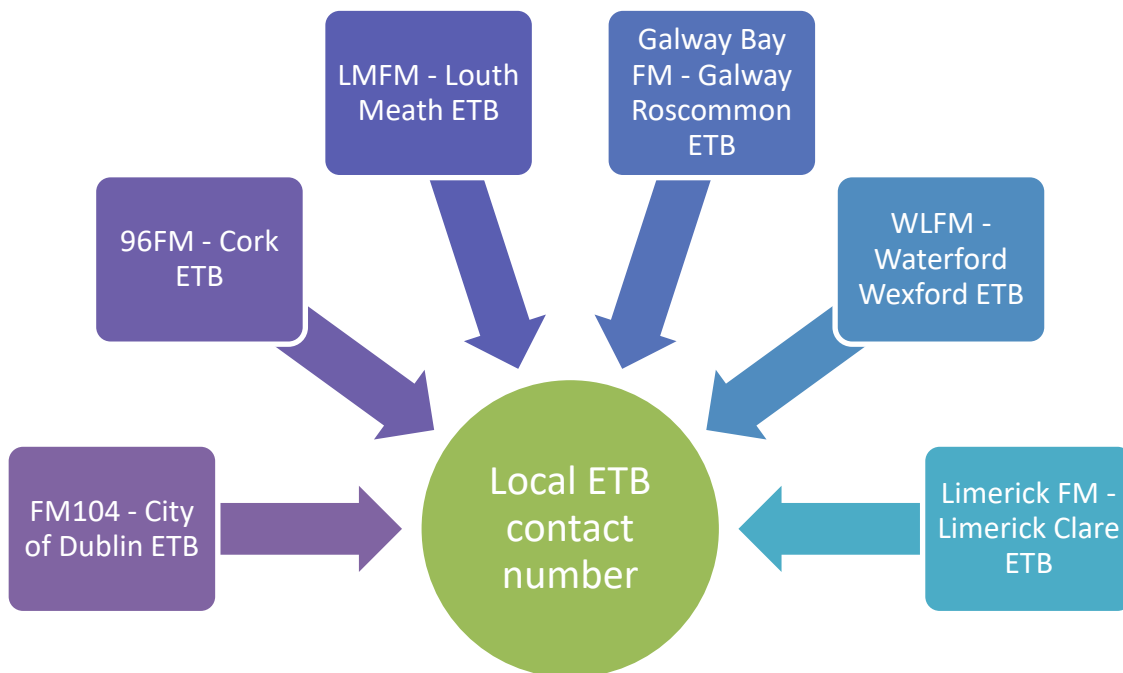 FM104 - City
of Dublin ETB
96FM - Cork
ETB
LMFM - Louth
Meath ETB
Galway Bay
FM - Galway
Roscommon
ETB
WLFM -
Waterford
Wexford ETB
Limerick FM -
Limerick Clare
ETB
Local ETB
contact
number